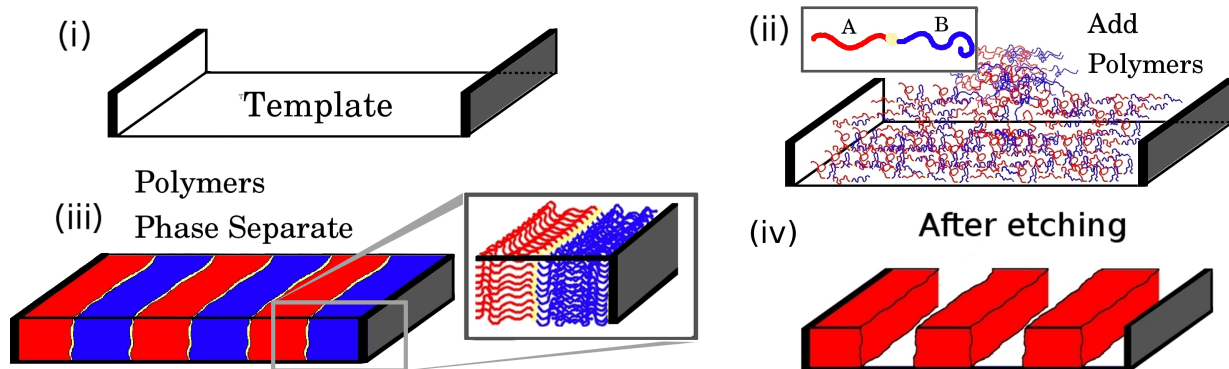 (i)
Template
(ii)
A
B
Add
Polymers
(iii)
Polymers
Phase Separate
(iv)
After etching